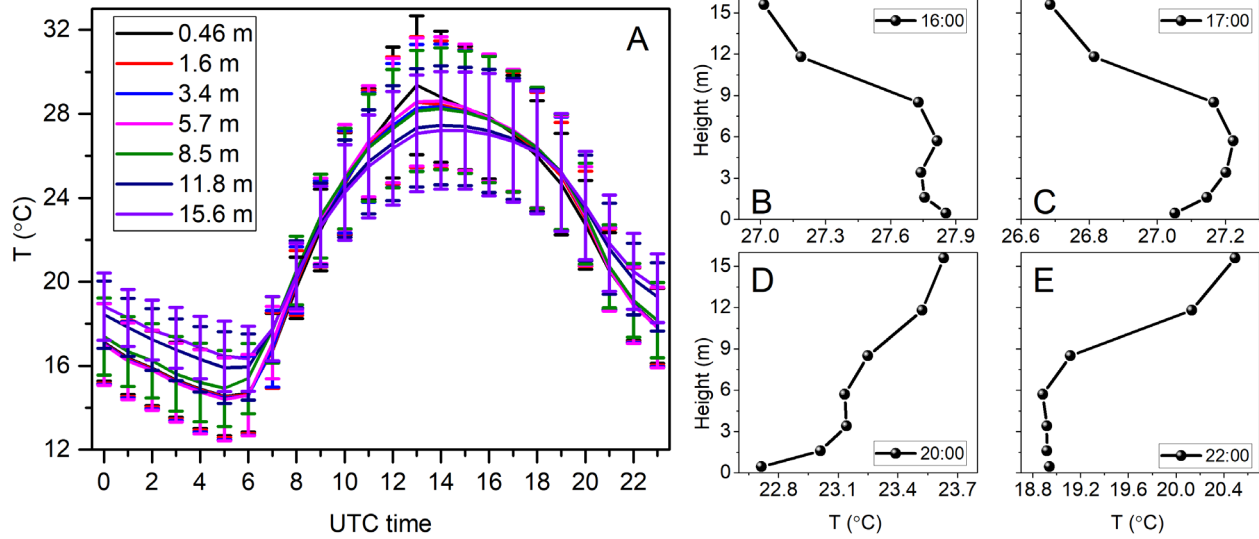 A
0.46 m
1.6 m
3.4 m
5.7 m
8.5 m
11.8 m
15.6 m
32
28
24
20
16
12
T (°C)
0 2 4 6 8 10 12 14 16 18 20 22
UTC time
B
16:00
15
12
9
6
3
0
Height (m)
27.0 27.3 27.6 27.9
C
17:00
26.6 26.8 27.0 27.2
D
20:00
15
12
9
6
3
0
Height (m)
22.8 23.1 23.4 23.7
T (°C)
E
22:00
18.8 19.2 19.6 20.0 20.4
T (°C)